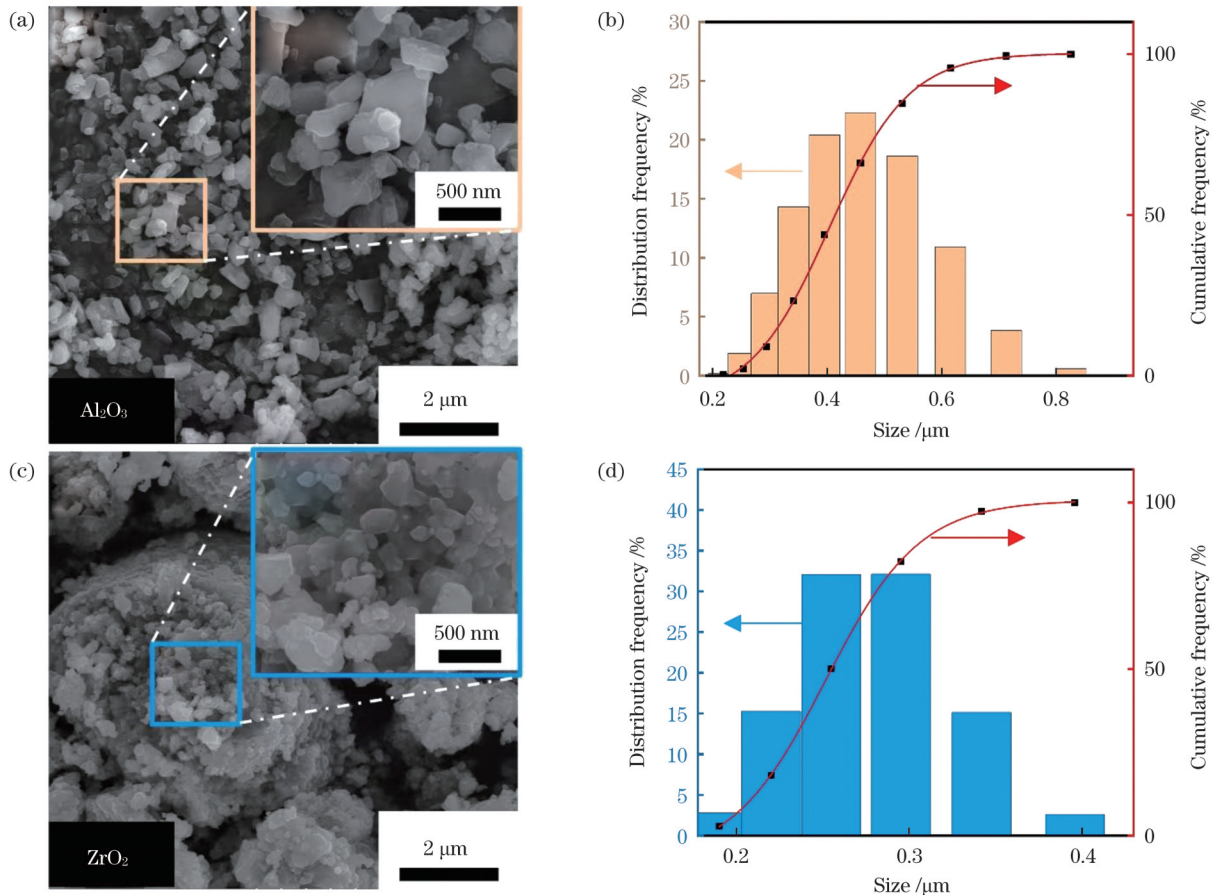 (a)
500 nm
Al₂O₃
2 μm
(b)
30
25
20
15
10
5
0
Distribution frequency /%
100
50
0
Cumulative frequency /%
0.2 0.4 0.6 0.8
Size /μm
(c)
500 nm
ZrO₂
2 μm
(d)
45
40
35
30
25
20
15
10
5
0
Distribution frequency /%
100
50
0
Cumulative frequency /%
0.2 0.3 0.4
Size /μm